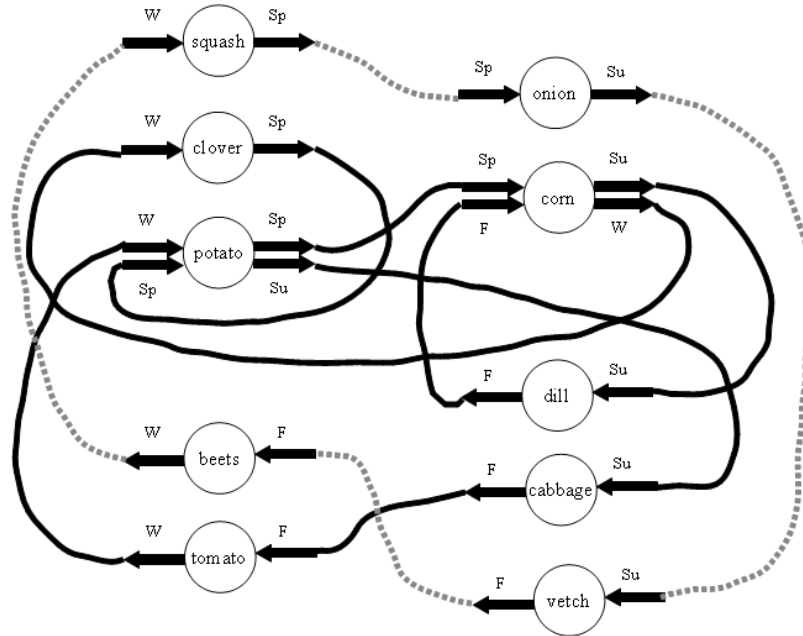 W Sp
squash
Sp Su
onion
W Sp
clover
Sp Su
corn
F W
W Sp
potato
Sp Su
F Su
dill
W F
beets
F Su
cabbage
W F
tomato
F Su
vetch